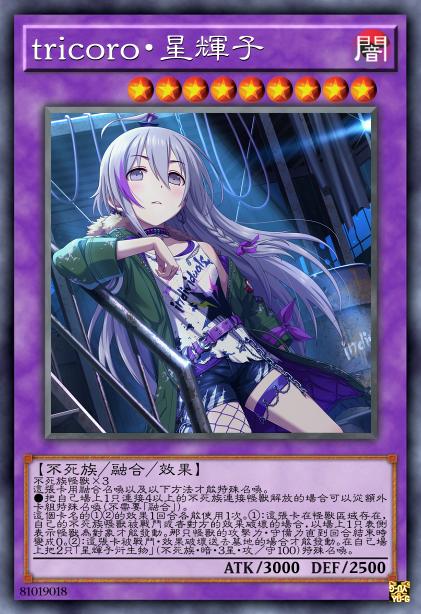 tricoro・星輝子
闇
individuals
indivi
【不死族／融合／效果】
不死族怪獸×3
這張卡用融合召喚以及以下方法才能特殊召喚。
●把自己場上1只連接4以上的不死族連接怪獸解放的場合可以從額外
卡組特殊召喚(不需要「融合」)。
這個卡名的①②的效果1回合各能使用1次。①：這張卡在怪獸區域存在，
自己的不死族怪獸被戰鬥或者對方的效果破壞的場合，以場上1只表側
表示怪獸為對象才能發動。那只怪獸的攻擊力・守備力直到回合結束時
變成0。②：這張卡被戰鬥・效果破壞送去墓地的場合才能發動。在自己場上
把2只「星輝子衍生物」(不死族・暗・3星・攻／守100)特殊召喚。
ATK/3000 DEF/2500
81019018